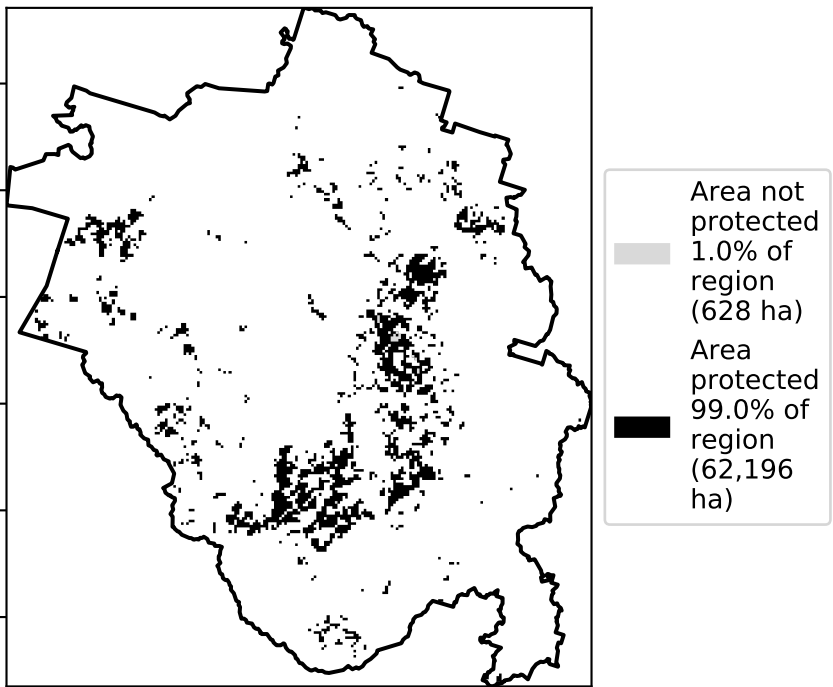 Area not
protected
1.0% of
region
(628 ha)
Area
protected
99.0% of
region
(62,196
ha)